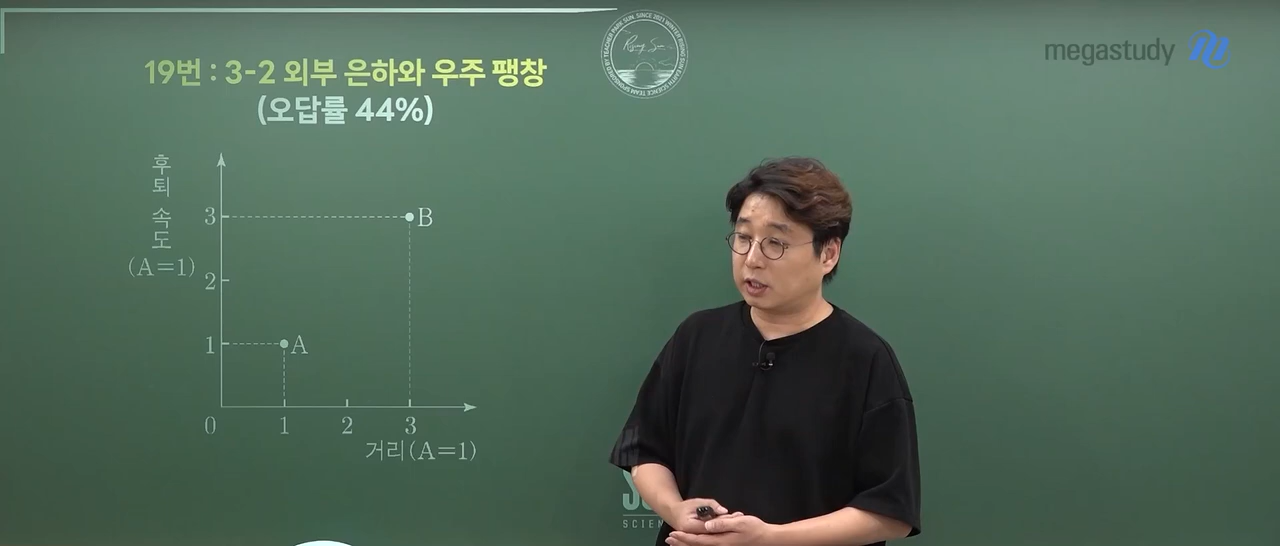 19번 : 3-2 외부 은하와 우주 팽창
(오답률 44%)
megastudy
후퇴 속도
(A=1)
3
B
2
1
A
0
1
2
3
거리(A=1)
SCIEN